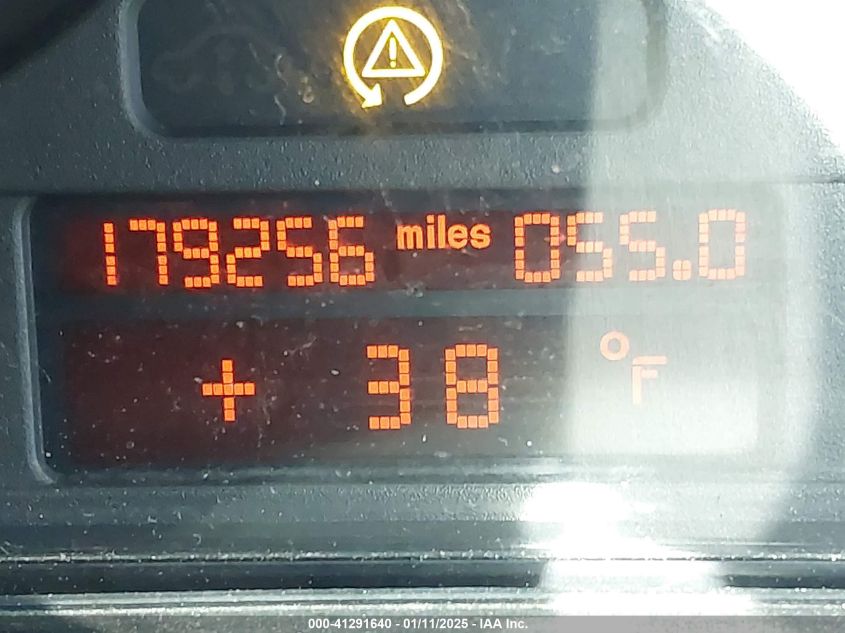 179256 miles 055.0
+ 38 °F
000-41291640 - 01/11/2025 - IAA Inc.